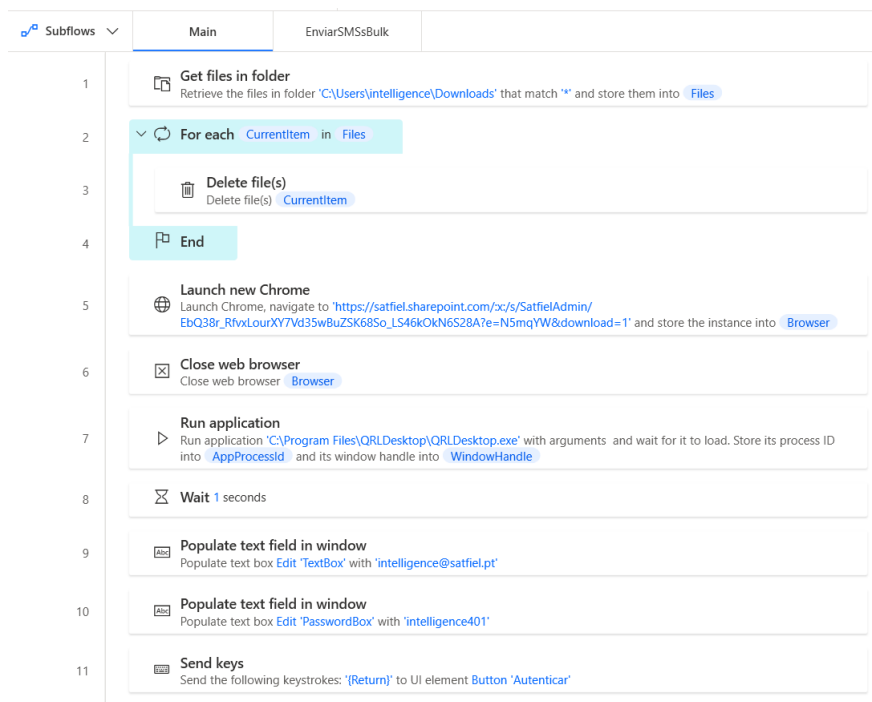 Subflows Main EnviarSMSsBulk
1 Get files in folder
Retrieve the files in folder 'C:\Users\intelligence\Downloads' that match '*' and store them into Files
2 For each CurrentItem in Files
3 Delete file(s)
Delete file(s) CurrentItem
4 End
5 Launch new Chrome
Launch Chrome, navigate to 'https://satfiel.sharepoint.com/:x:/s/SatfielAdmin/
EbQ38r_RfvxLourXY7Vd35wBuZSK68So_LS46kOkN6S28A?e=N5mqYW&download=1' and store the instance into Browser
6 Close web browser
Close web browser Browser
7 Run application
Run application 'C:\Program Files\QRLDesktop\QRLDesktop.exe' with arguments and wait for it to load. Store its process ID
into AppProcessId and its window handle into WindowHandle
8 Wait 1 seconds
9 Abc Populate text field in window
Populate text box Edit 'TextBox' with 'intelligence@satfiel.pt'
10 Abc Populate text field in window
Populate text box Edit 'PasswordBox' with 'intelligence401'
11 Send keys
Send the following keystrokes: '{Return}' to UI element Button 'Autenticar'